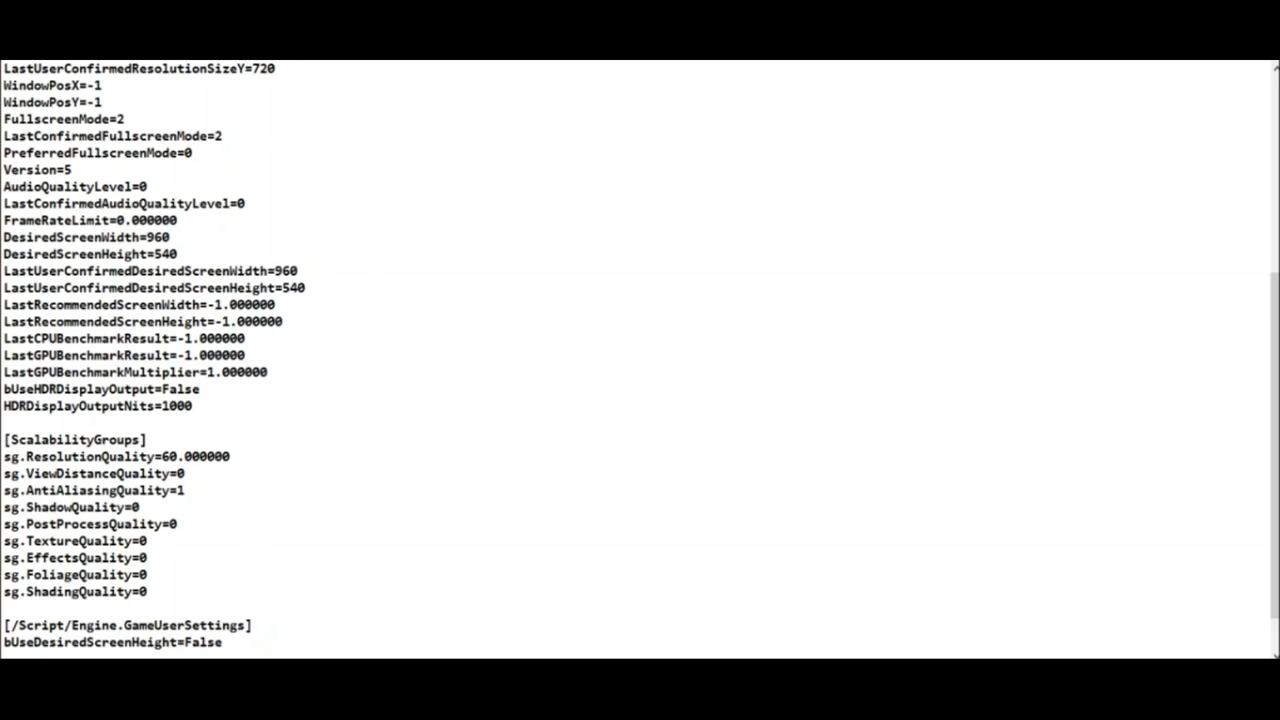 LastUserConfirmedResolutionSizeY=720
WindowPosX=-1
WindowPosY=-1
FullscreenMode=2
LastConfirmedFullscreenMode=2
PreferredFullscreenMode=0
Version=5
AudioQualityLevel=0
LastConfirmedAudioQualityLevel=0
FrameRateLimit=0.000000
DesiredScreenWidth=960
DesiredScreenHeight=540
LastUserConfirmedDesiredScreenWidth=960
LastUserConfirmedDesiredScreenHeight=540
LastRecommendedScreenWidth=-1.000000
LastRecommendedScreenHeight=-1.000000
LastCPUBenchmarkResult=-1.000000
LastGPUBenchmarkResult=-1.000000
LastGPUBenchmarkMultiplier=1.000000
bUseHDRDisplayOutput=False
HDRDisplayOutputNits=1000

[ScalabilityGroups]
sg.ResolutionQuality=60.000000
sg.ViewDistanceQuality=0
sg.AntiAliasingQuality=1
sg.ShadowQuality=0
sg.PostProcessQuality=0
sg.TextureQuality=0
sg.EffectsQuality=0
sg.FoliageQuality=0
sg.ShadingQuality=0

[/Script/Engine.GameUserSettings]
bUseDesiredScreenHeight=False